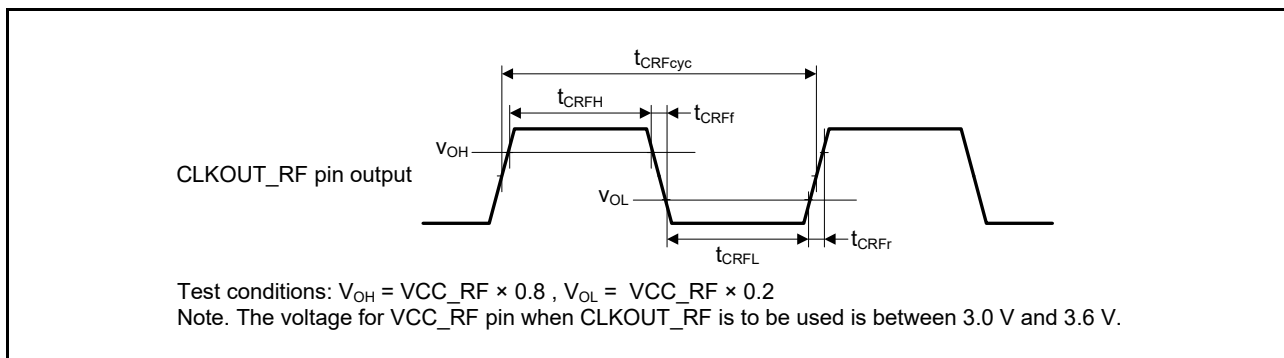 tCRFcyc
tCRFH
tCRFf
VOH
CLKOUT_RF pin output
VOL
tCRFL
tCRFr
Test conditions: VOH = VCC_RF × 0.8 , VOL = VCC_RF × 0.2
Note. The voltage for VCC_RF pin when CLKOUT_RF is to be used is between 3.0 V and 3.6 V.